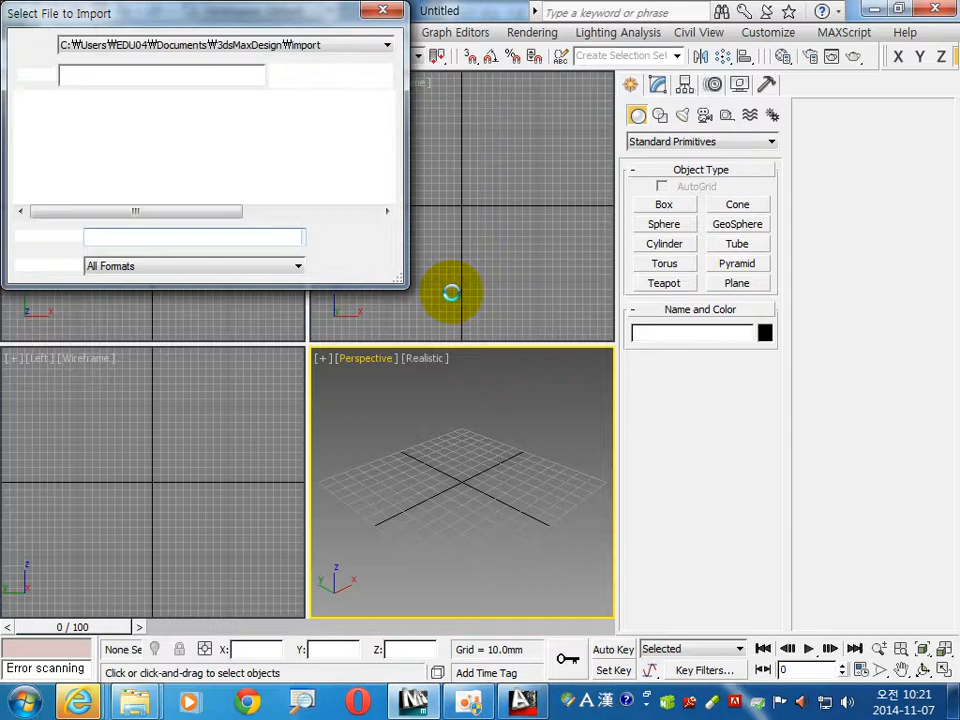 Select File to Import
Untitled
Type a keyword or phrase
C:₩Users₩EDU04₩Documents₩3dsMaxDesign₩import
Graph Editors Rendering Lighting Analysis Civil View Customize MAXScript Help
Create Selection Se
X Y Z
All Formats
Standard Primitives
- Object Type
AutoGrid
Box Cone
Sphere GeoSphere
Cylinder Tube
Torus Pyramid
Teapot Plane
- Name and Color
z x
y x
[+] [Left] [Wireframe]
[+] [Perspective] [Realistic]
z
y x
z
y x
< 0 / 100 >
None Se X: Y: Z: Grid = 10.0mm Auto Key Selected
Error scanning Click or click-and-drag to select objects Add Time Tag Set Key Key Filters... 0
A 漢 오전 10:21
2014-11-07